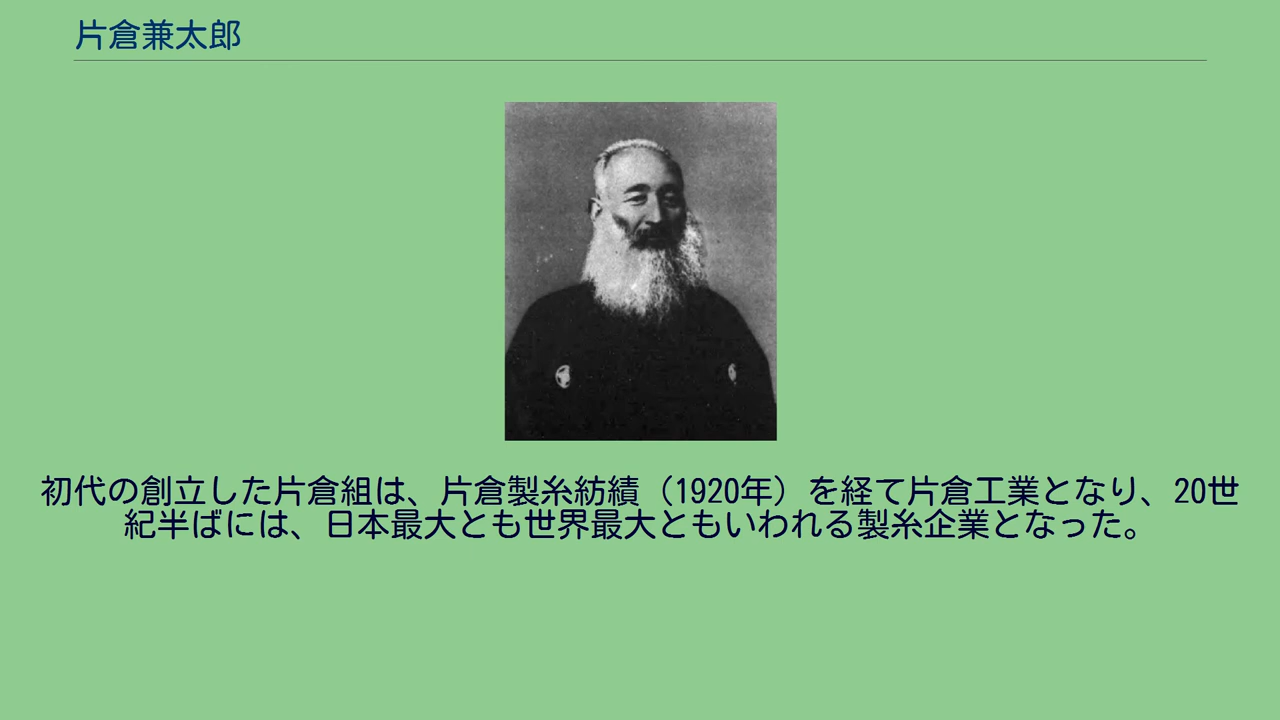 片倉兼太郎
初代の創立した片倉組は、片倉製糸紡績（1920年）を経て片倉工業となり、20世
紀半ばには、日本最大とも世界最大ともいわれる製糸企業となった。